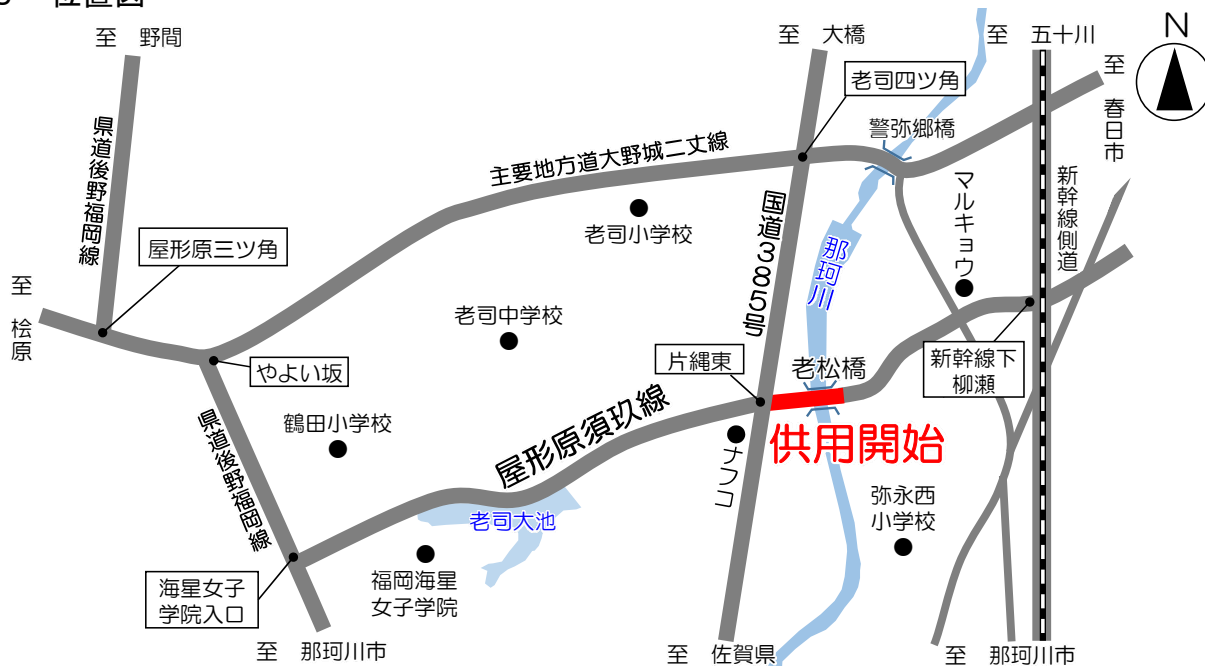 位置図
至 野間
至 大橋
至 五十川
N
老司四ツ角
至 春日市
県道後野福岡線
警弥郷橋
主要地方道大野城二丈線
マルキョウ
新幹線側道
国道385号
老司小学校
屋形原三ツ角
那珂川
至 桧原
老司中学校
やよい坂
片縄東
老松橋
新幹線下
柳瀬
鶴田小学校
県道後野福岡線
屋形原須玖線
供用開始
ナフコ
老司大池
弥永西
小学校
海星女子
学院入口
福岡海星
女子学院
至 那珂川市
至 佐賀県
至 那珂川市